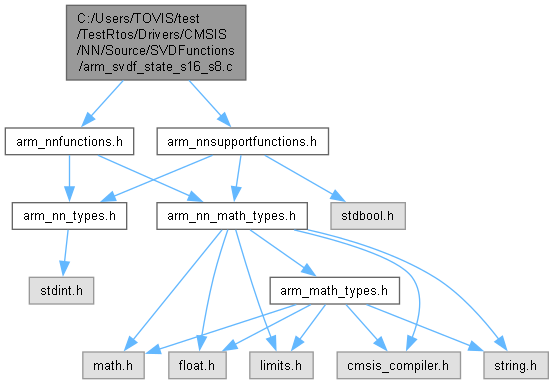 C:/Users/TOVIS/test
/TestRtos/Drivers/CMSIS
/NN/Source/SVDFunctions
/arm_svdf_state_s16_s8.c
arm_nnfunctions.h
arm_nnsupportfunctions.h
arm_nn_types.h
arm_nn_math_types.h
stdbool.h
stdint.h
arm_math_types.h
math.h
float.h
limits.h
cmsis_compiler.h
string.h